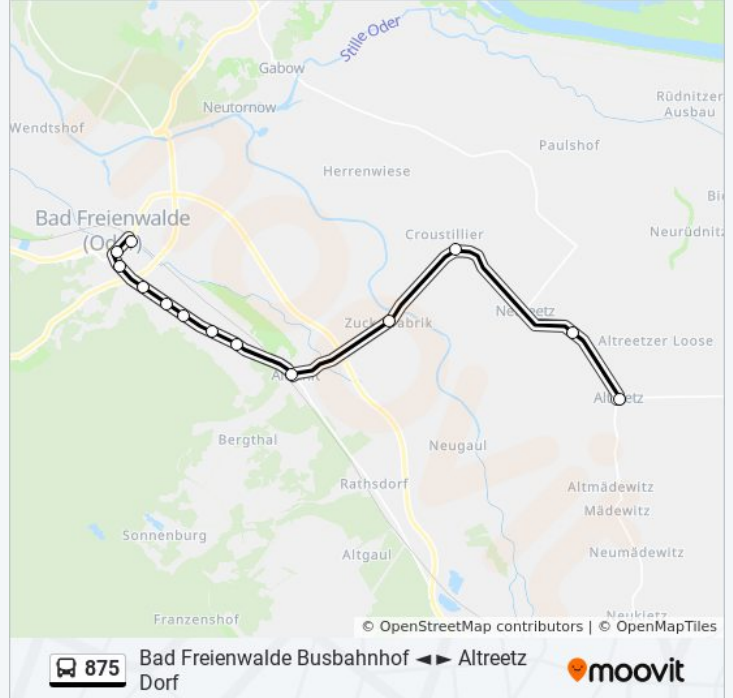 Stille Oder
Gabow
Neutornow
Rüdnitzer
Ausbau
Wendtshof
Paulshof
Herrenwiese
Bad Freienwalde
Croustillier
Neurüdnitz
Altreetzer Loose
Bergthal
Neugaul
Rathsdorf
Altmädewitz
Mädewitz
Sonnenburg
Altgaul
Neumädewitz
Franzenshof
Neukietz
© OpenStreetMap contributors | © OpenMapTiles
875
Bad Freienwalde Busbahnhof ◄ ► Altreetz
Dorf
moovit